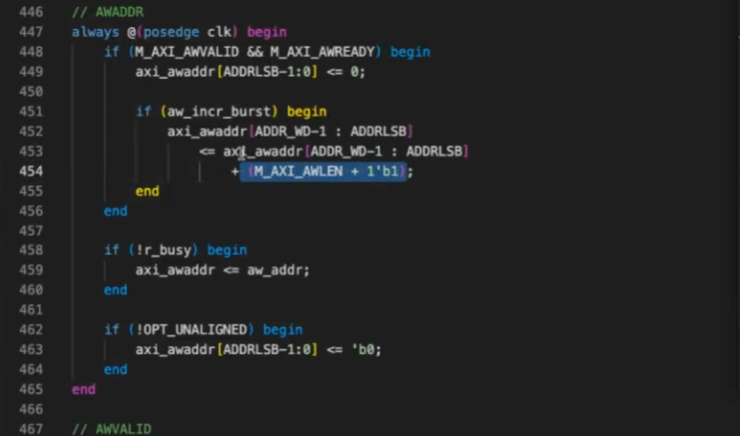 446 // AWADDR
447 always @(posedge clk) begin
448 if (M_AXI_AWVALID && M_AXI_AWREADY) begin
449 axi_awaddr[ADDRLSB-1:0] <= 0;
450
451 if (aw_incr_burst) begin
452 axi_awaddr[ADDR_WD-1 : ADDRLSB]
453 <= axi_awaddr[ADDR_WD-1 : ADDRLSB]
454 + (M_AXI_AWLEN + 1'b1);
455 end
456 end
457
458 if (!r_busy) begin
459 axi_awaddr <= aw_addr;
460 end
461
462 if (!OPT_UNALIGNED) begin
463 axi_awaddr[ADDRLSB-1:0] <= 'b0;
464 end
465 end
466
467 // AWVALID